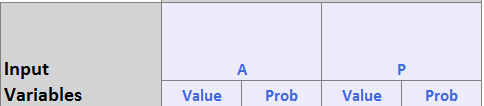 Input
Variables
A P
Value Prob Value Prob